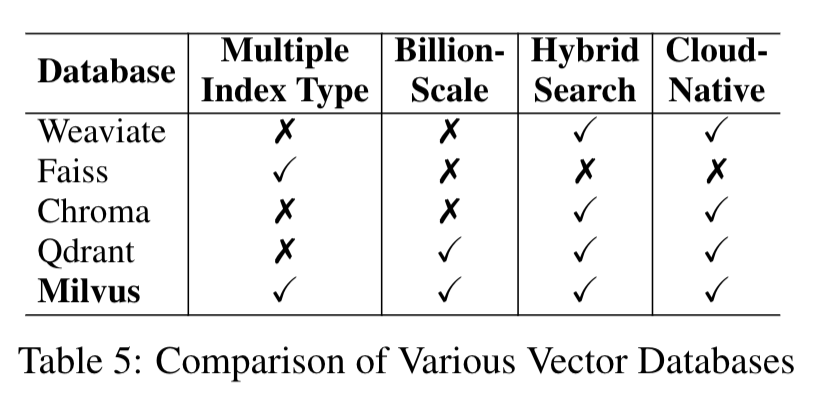 Database Multiple Index Type Billion-Scale Hybrid Search Cloud-Native
Weaviate ✗ ✗ ✓ ✓
Faiss ✓ ✗ ✗ ✗
Chroma ✗ ✗ ✓ ✓
Qdrant ✗ ✓ ✓ ✓
Milvus ✓ ✓ ✓ ✓
Table 5: Comparison of Various Vector Databases